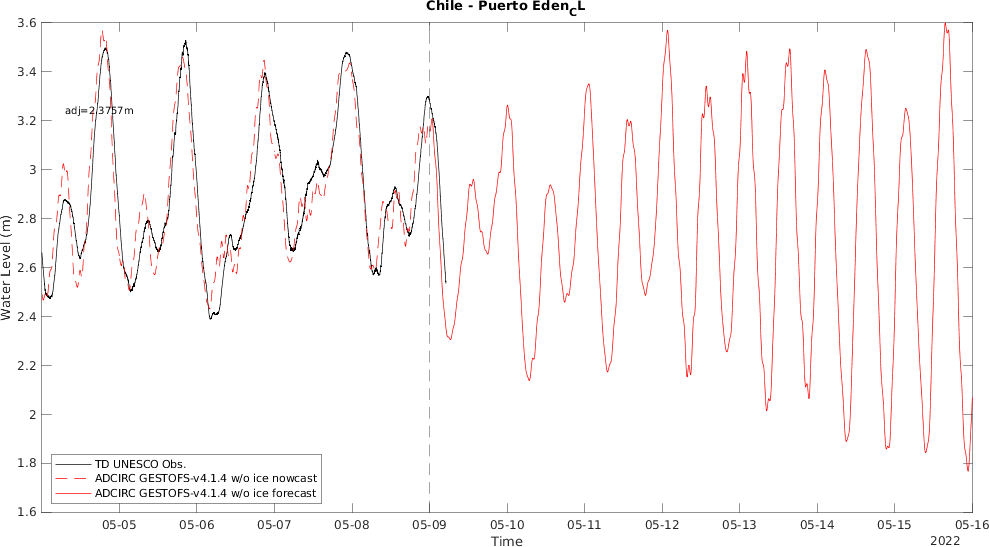 Chile - Puerto Eden_CL
3.6
3.4
3.2
3
2.8
2.6
2.4
2.2
2
1.8
1.6
Water Level (m)
adj=2.3757m
TD UNESCO Obs.
ADCIRC GESTOFS-v4.1.4 w/o ice nowcast
ADCIRC GESTOFS-v4.1.4 w/o ice forecast
05-05 05-06 05-07 05-08 05-09 05-10 05-11 05-12 05-13 05-14 05-15 05-16
Time
2022